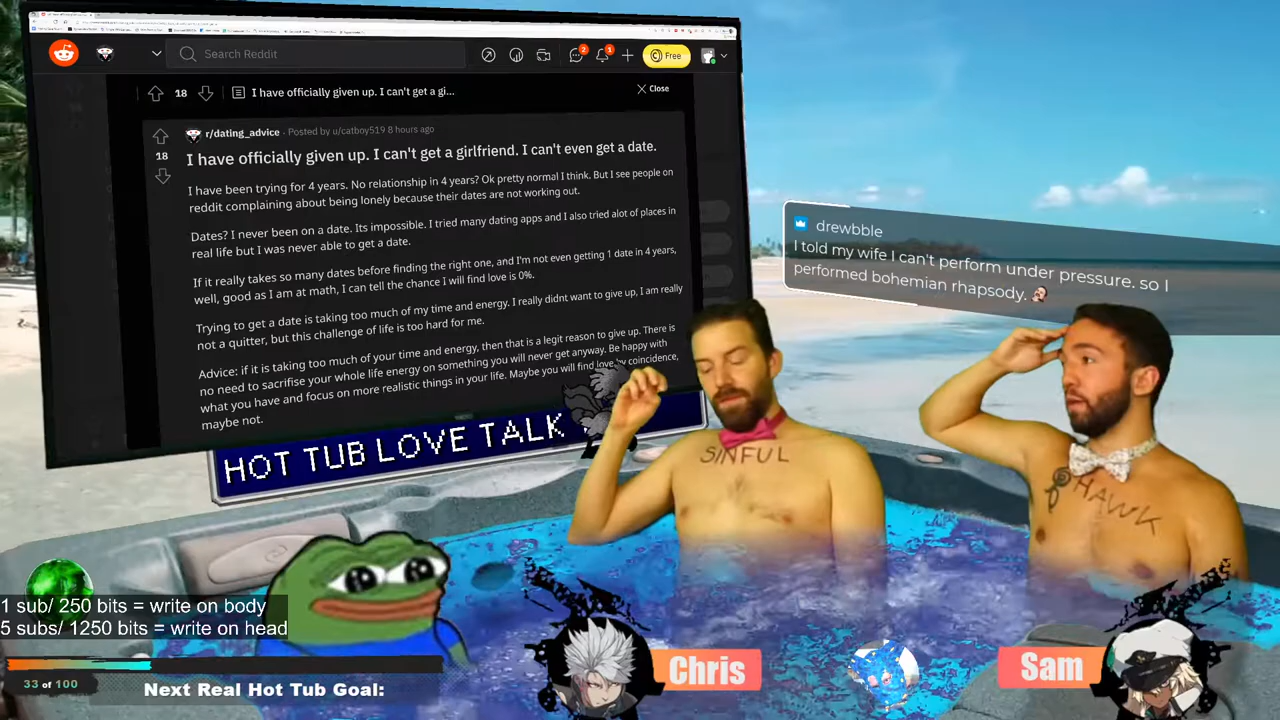 Search Reddit
2
1
Free
18
I have officially given up. I can't get a gi...
Close
r/dating_advice · Posted by u/catboy519 8 hours ago
18
I have officially given up. I can't get a girlfriend. I can't even get a date.
I have been trying for 4 years. No relationship in 4 years? Ok pretty normal I think. But I see people on
reddit complaining about being lonely because their dates are not working out.
Dates? I never been on a date. Its impossible. I tried many dating apps and I also tried alot of places in
real life but I was never able to get a date.
If it really takes so many dates before finding the right one, and I'm not even getting 1 date in 4 years,
well, good as I am at math, I can tell the chance I will find love is 0%.
Trying to get a date is taking too much of my time and energy. I really didnt want to give up, I am really
not a quitter, but this challenge of life is too hard for me.
Advice: if it is taking too much of your time and energy, then that is a legit reason to give up. There is
no need to sacrifise your whole life energy on something you will never get anyway. Be happy with
what you have and focus on more realistic things in your life. Maybe you will find love by coincidence,
maybe not.
HOT TUB LOVE TALK
drewbble
I told my wife I can't perform under pressure. so I
performed bohemian rhapsody.
SINFUL
HAWK
1 sub/ 250 bits = write on body
5 subs/ 1250 bits = write on head
33 of 100
Next Real Hot Tub Goal:
Chris
Sam